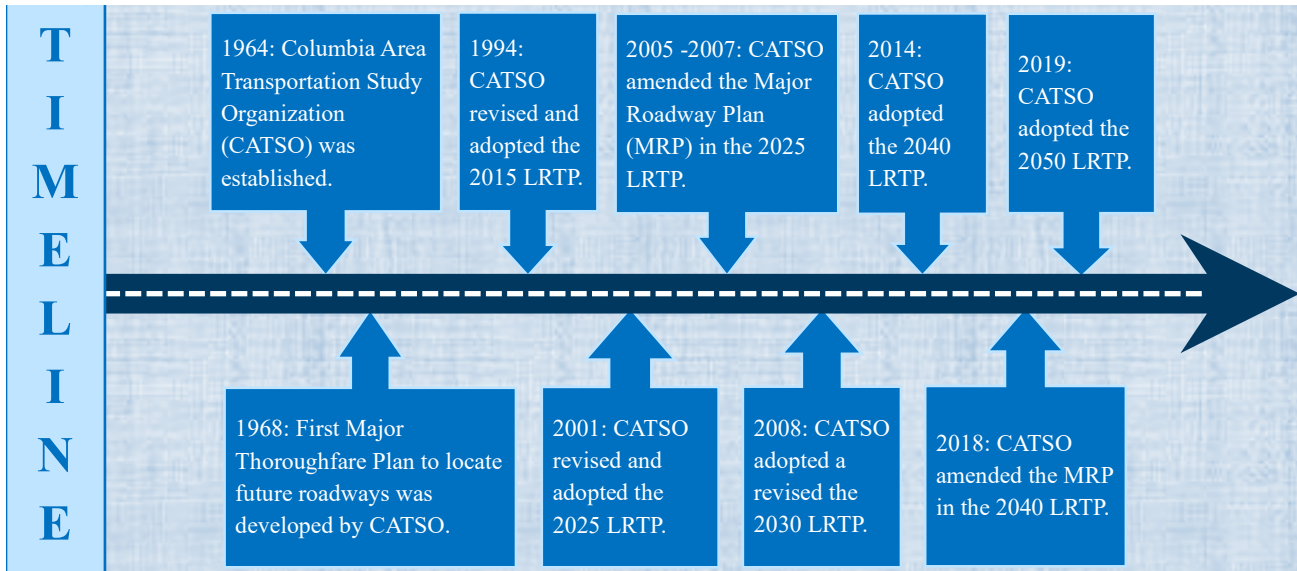 TIMELINE
1964: Columbia Area
Transportation Study
Organization
(CATSO) was
established.
1994:
CATSO
revised and
adopted the
2015 LRTP.
2005 -2007: CATSO
amended the Major
Roadway Plan
(MRP) in the 2025
LRTP.
2014:
CATSO
adopted
the 2040
LRTP.
2019:
CATSO
adopted the
2050 LRTP.
1968: First Major
Thoroughfare Plan to locate
future roadways was
developed by CATSO.
2001: CATSO
revised and
adopted the
2025 LRTP.
2008: CATSO
adopted a
revised the
2030 LRTP.
2018: CATSO
amended the MRP
in the 2040 LRTP.